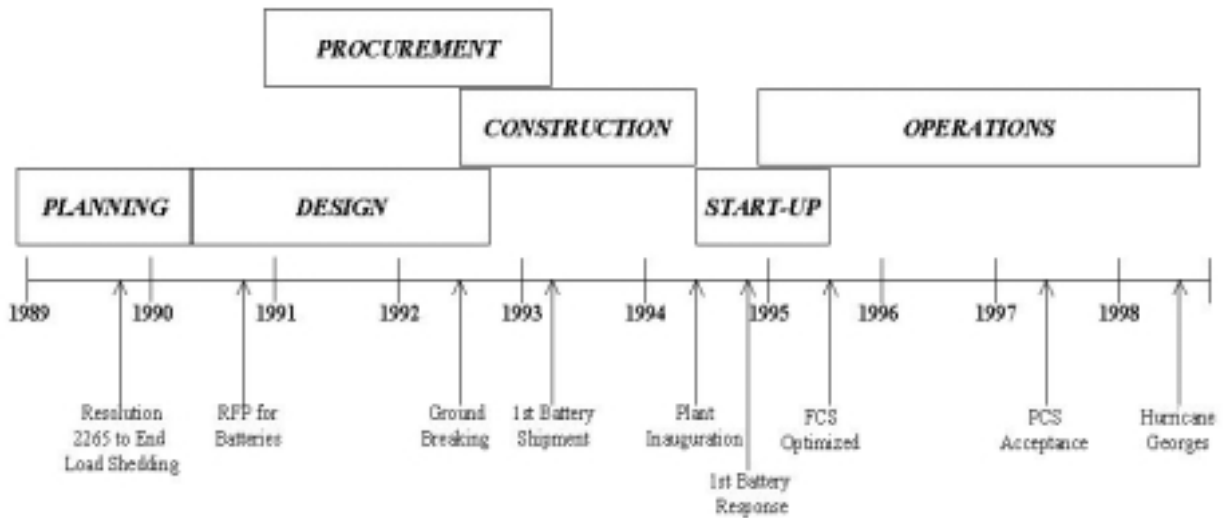 PROCUREMENT
CONSTRUCTION
OPERATIONS
PLANNING
DESIGN
START-UP
1989
1990
1991
1992
1993
1994
1995
1996
1997
1998
Resolution
2265 to End
Load Shedding
RFP for
Batteries
Ground
Breaking
1st Battery
Shipment
Plant
Inauguration
1st Battery
Response
FCS
Optimized
PCS
Acceptance
Hurricane
Georges